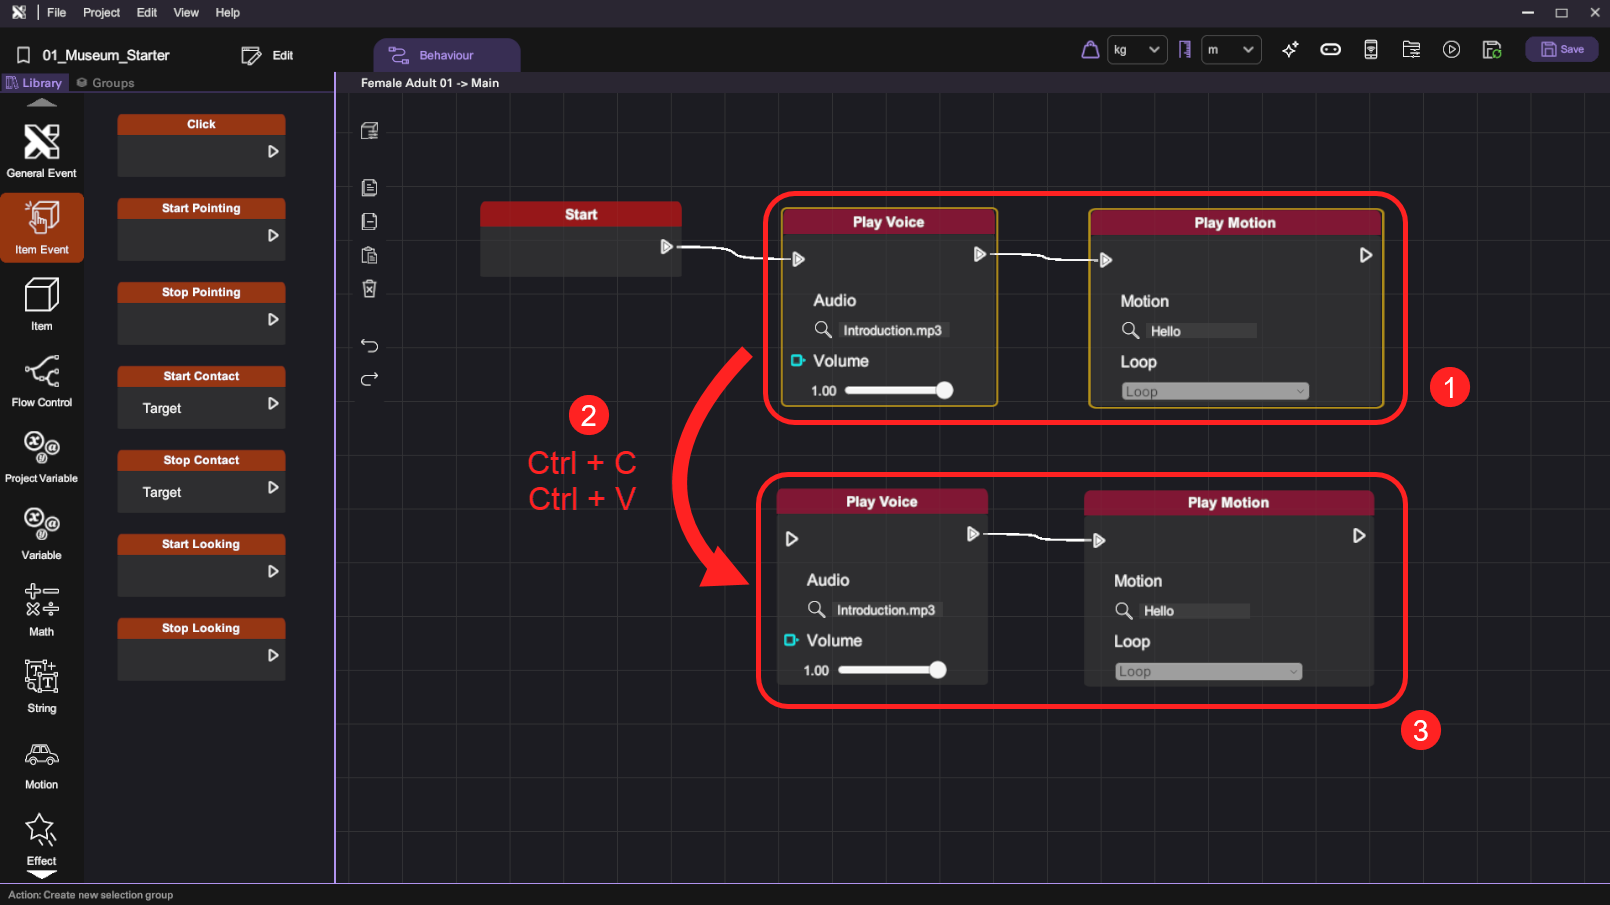 File Project Edit View Help
01_Museum_Starter Edit Behaviour kg m Save
Library Groups Female Adult 01 -> Main
General Event
Item Event
Item
Flow Control
Project Variable
Variable
Math
String
Motion
Effect
Click
Start Pointing
Stop Pointing
Start Contact
Target
Stop Contact
Target
Start Looking
Stop Looking
Start
Play Voice
Audio
Introduction.mp3
Volume
1.00
Play Motion
Motion
Hello
Loop
Loop
1
2
Ctrl + C
Ctrl + V
Play Voice
Audio
Introduction.mp3
Volume
1.00
Play Motion
Motion
Hello
Loop
Loop
3
Action: Create new selection group